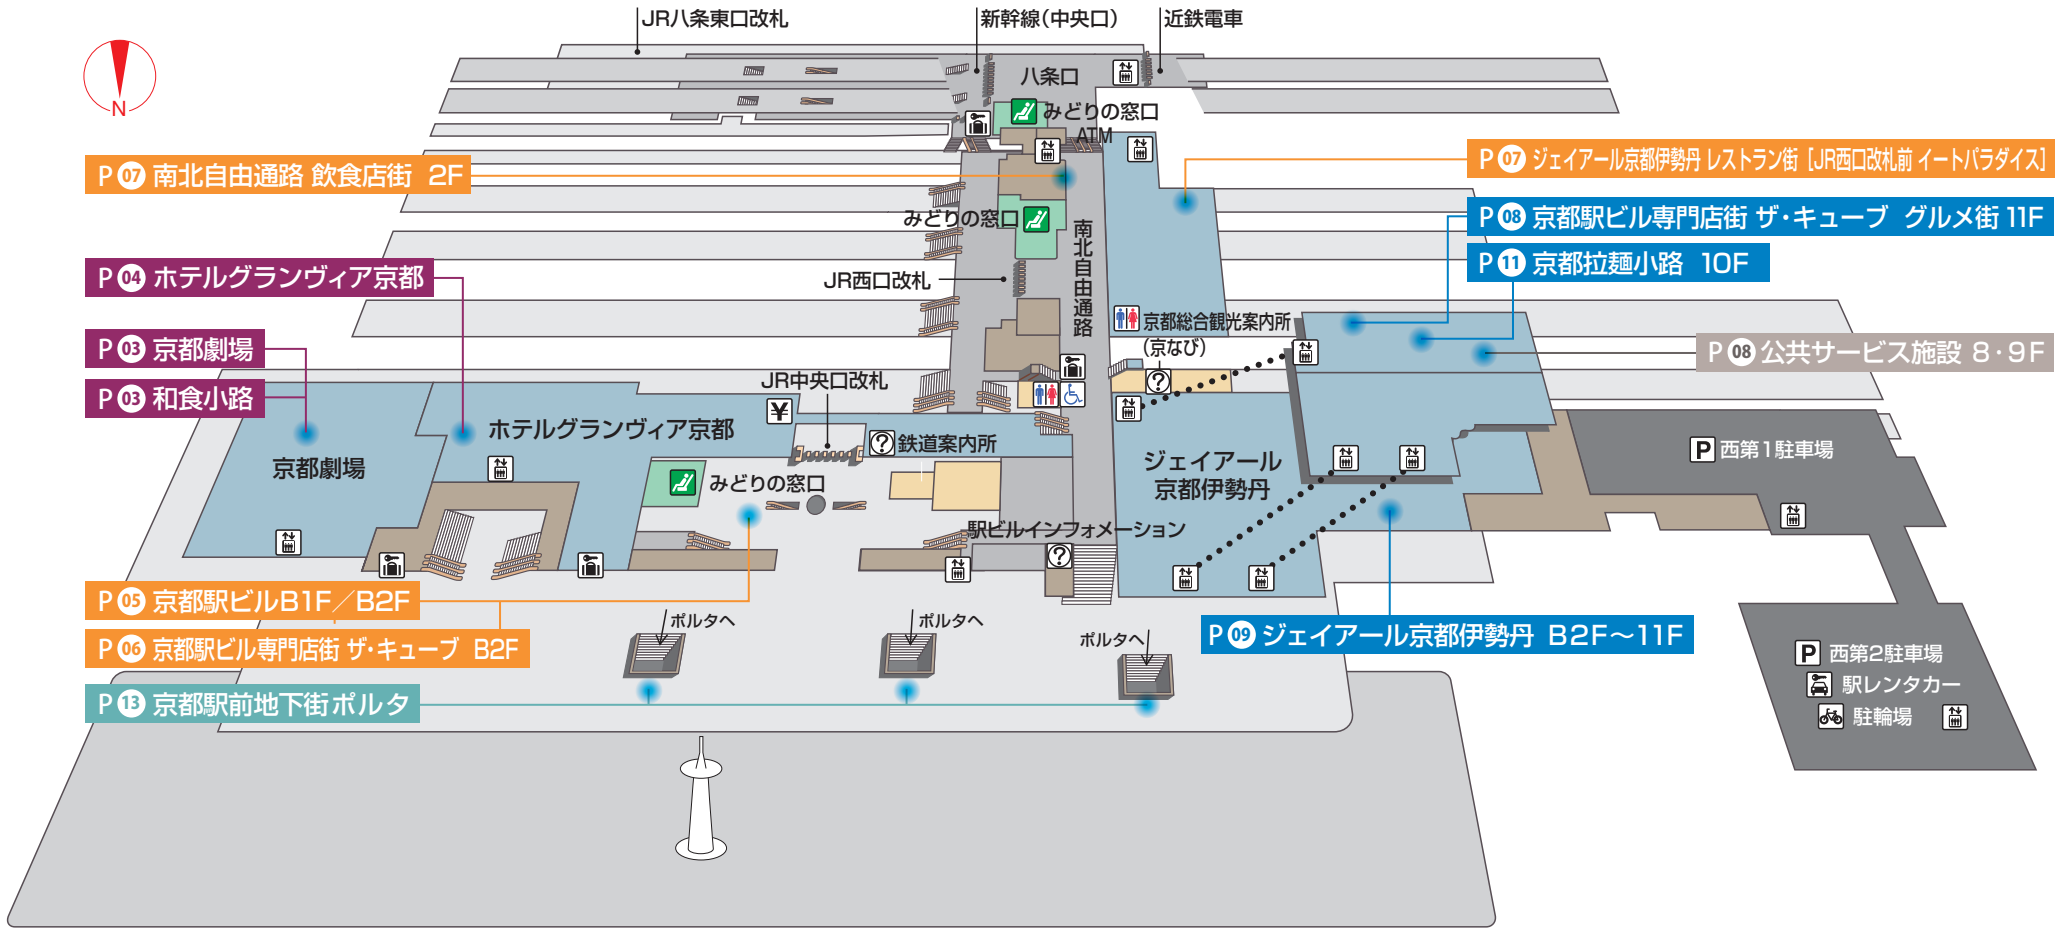 JR八条東口改札
新幹線(中央口)
近鉄電車
N
八条口
みどりの窓口
ATM
P 07 南北自由通路 飲食店街 2F
P 07 ジェイアール京都伊勢丹 レストラン街 [JR西口改札前 イートパラダイス]
みどりの窓口
南北自由通路
P 08 京都駅ビル専門店街 ザ・キューブ グルメ街 11F
P 11 京都拉麺小路 10F
P 04 ホテルグランヴィア京都
JR西口改札
京都総合観光案内所
(京なび)
P 03 京都劇場
P 08 公共サービス施設 8・9F
P 03 和食小路
JR中央口改札
¥
?
ホテルグランヴィア京都
? 鉄道案内所
京都劇場
ジェイアール
京都伊勢丹
P 西第1駐車場
みどりの窓口
駅ビルインフォメーション
?
P 05 京都駅ビルB1F/B2F
P 06 京都駅ビル専門店街 ザ・キューブ B2F
ポルタへ
ポルタへ
ポルタへ
P 09 ジェイアール京都伊勢丹 B2F〜11F
P 西第2駐車場
駅レンタカー
駐輪場
P 13 京都駅前地下街ポルタ